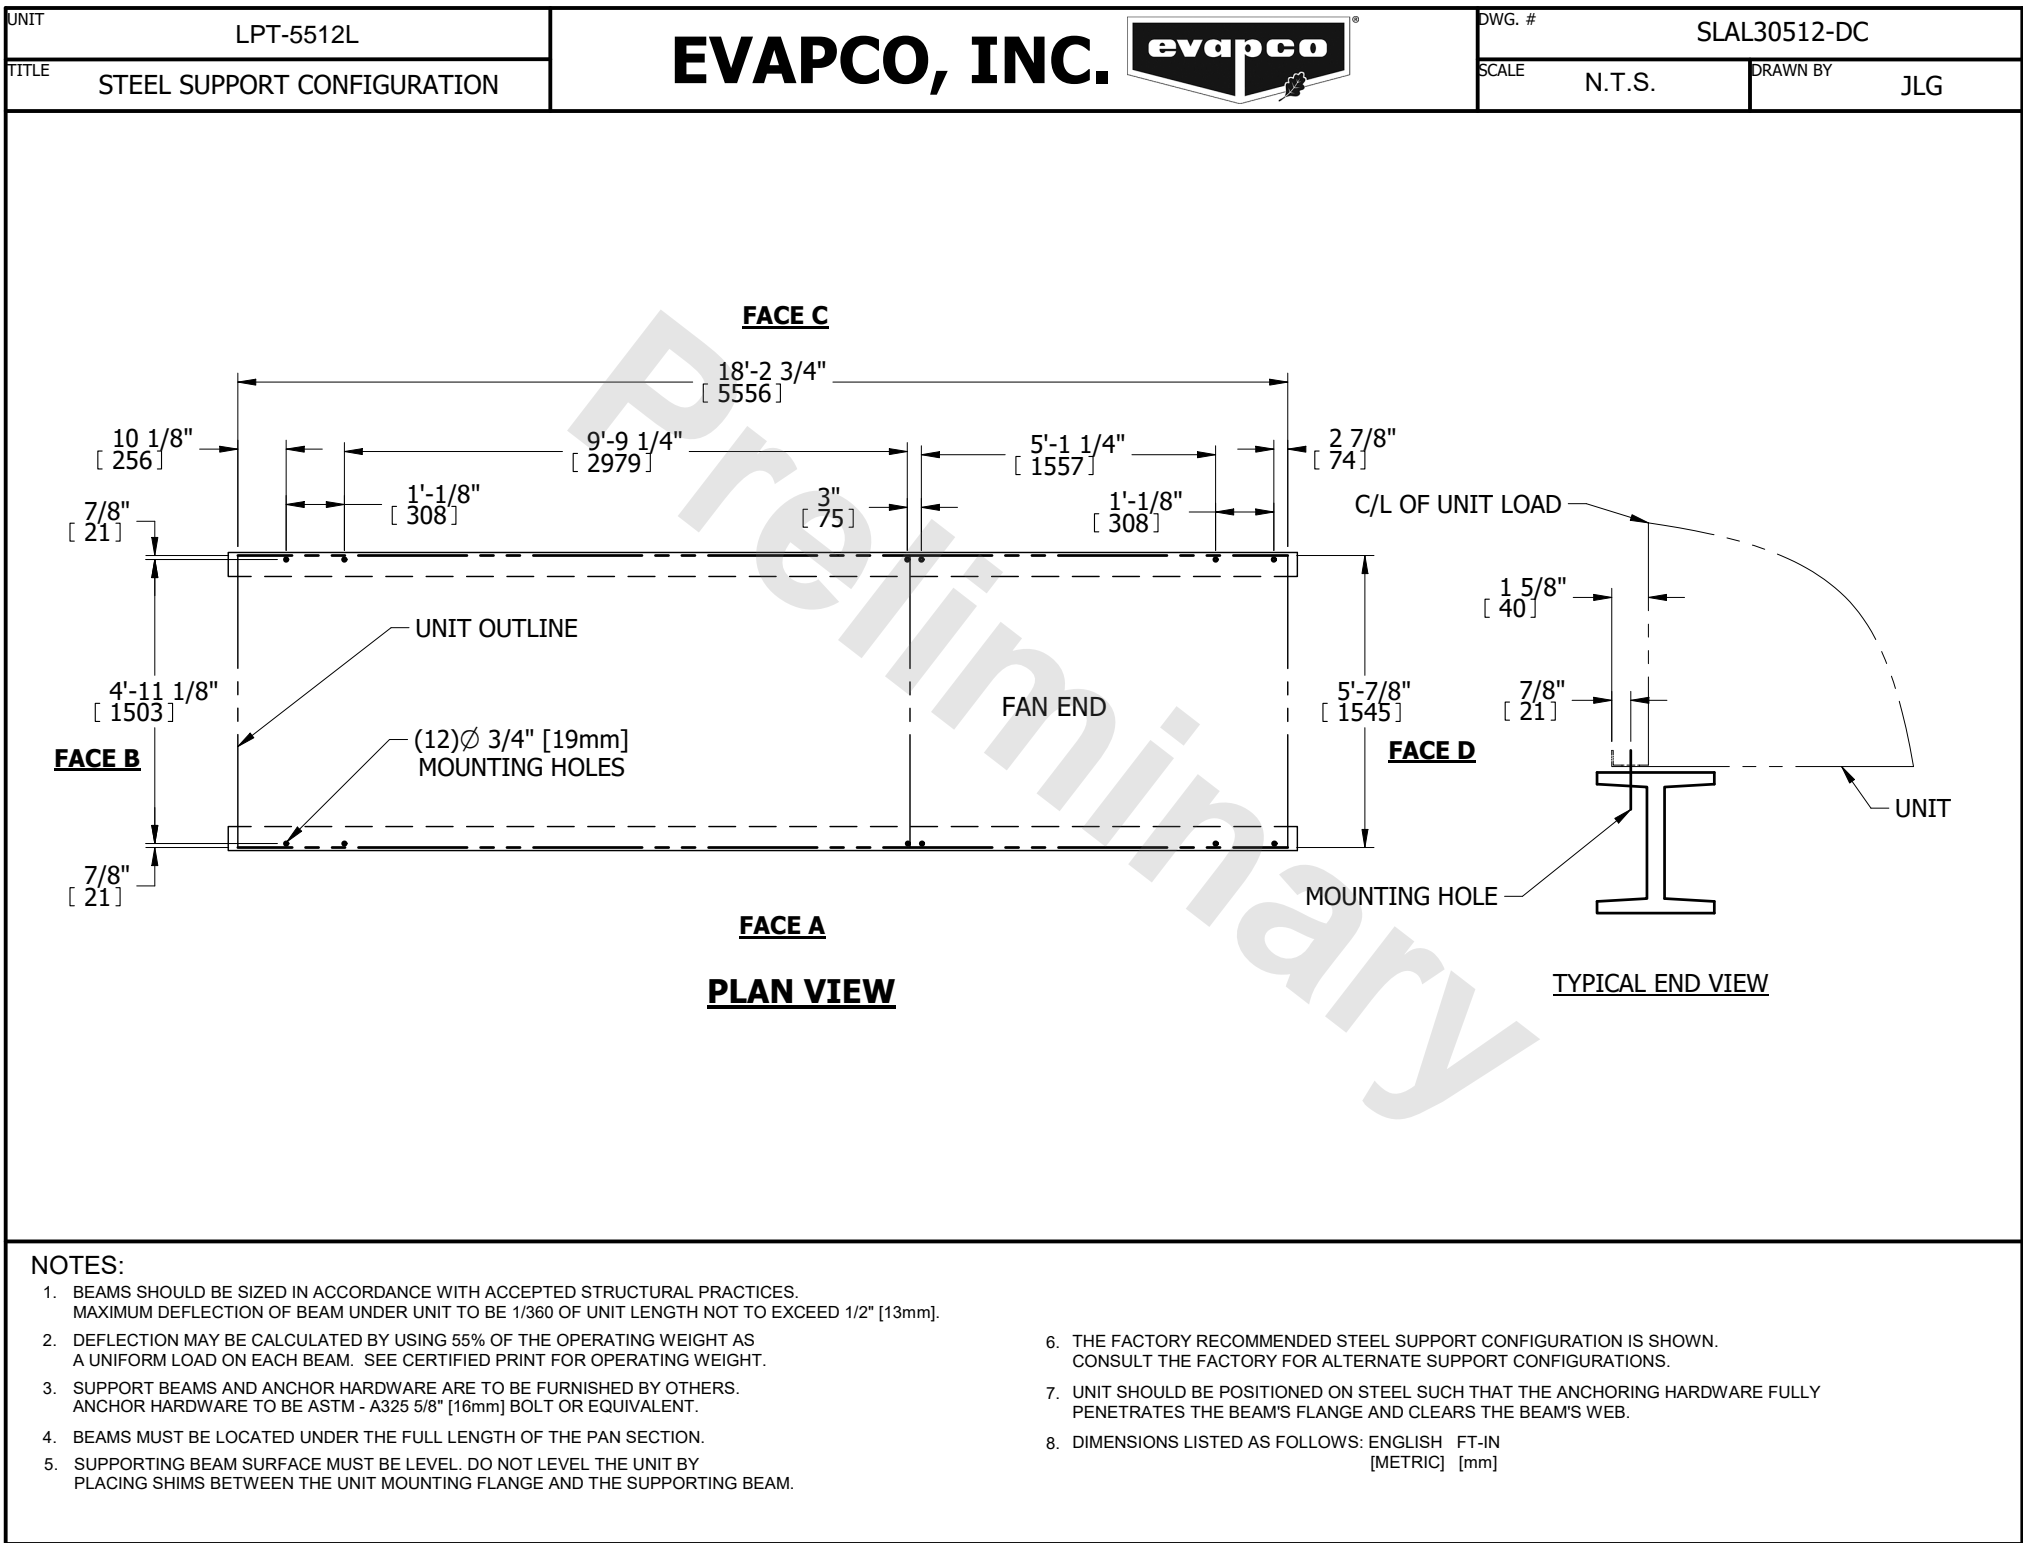 UNIT
LPT-5512L
TITLE
STEEL SUPPORT CONFIGURATION
EVAPCO, INC.
evapco®
DWG. #
SLAL30512-DC
SCALE
N.T.S.
DRAWN BY
JLG
FACE C
18'-2 3/4"
[ 5556]
10 1/8"
[ 256]
9'-9 1/4"
[ 2979]
5'-1 1/4"
[ 1557]
2 7/8"
[ 74]
7/8"
[ 21]
1'-1/8"
[ 308]
3"
[ 75]
1'-1/8"
[ 308]
C/L OF UNIT LOAD
1 5/8"
[ 40]
UNIT OUTLINE
4'-11 1/8"
[ 1503]
FAN END
5'-7/8"
[ 1545]
7/8"
[ 21]
FACE B
(12)Ø 3/4" [19mm]
MOUNTING HOLES
FACE D
UNIT
7/8"
[ 21]
MOUNTING HOLE
FACE A
PLAN VIEW
TYPICAL END VIEW
Preliminary
NOTES:
1. BEAMS SHOULD BE SIZED IN ACCORDANCE WITH ACCEPTED STRUCTURAL PRACTICES.
MAXIMUM DEFLECTION OF BEAM UNDER UNIT TO BE 1/360 OF UNIT LENGTH NOT TO EXCEED 1/2" [13mm].
2. DEFLECTION MAY BE CALCULATED BY USING 55% OF THE OPERATING WEIGHT AS
A UNIFORM LOAD ON EACH BEAM. SEE CERTIFIED PRINT FOR OPERATING WEIGHT.
3. SUPPORT BEAMS AND ANCHOR HARDWARE ARE TO BE FURNISHED BY OTHERS.
ANCHOR HARDWARE TO BE ASTM - A325 5/8" [16mm] BOLT OR EQUIVALENT.
4. BEAMS MUST BE LOCATED UNDER THE FULL LENGTH OF THE PAN SECTION.
5. SUPPORTING BEAM SURFACE MUST BE LEVEL. DO NOT LEVEL THE UNIT BY
PLACING SHIMS BETWEEN THE UNIT MOUNTING FLANGE AND THE SUPPORTING BEAM.
6. THE FACTORY RECOMMENDED STEEL SUPPORT CONFIGURATION IS SHOWN.
CONSULT THE FACTORY FOR ALTERNATE SUPPORT CONFIGURATIONS.
7. UNIT SHOULD BE POSITIONED ON STEEL SUCH THAT THE ANCHORING HARDWARE FULLY
PENETRATES THE BEAM'S FLANGE AND CLEARS THE BEAM'S WEB.
8. DIMENSIONS LISTED AS FOLLOWS: ENGLISH FT-IN
[METRIC] [mm]